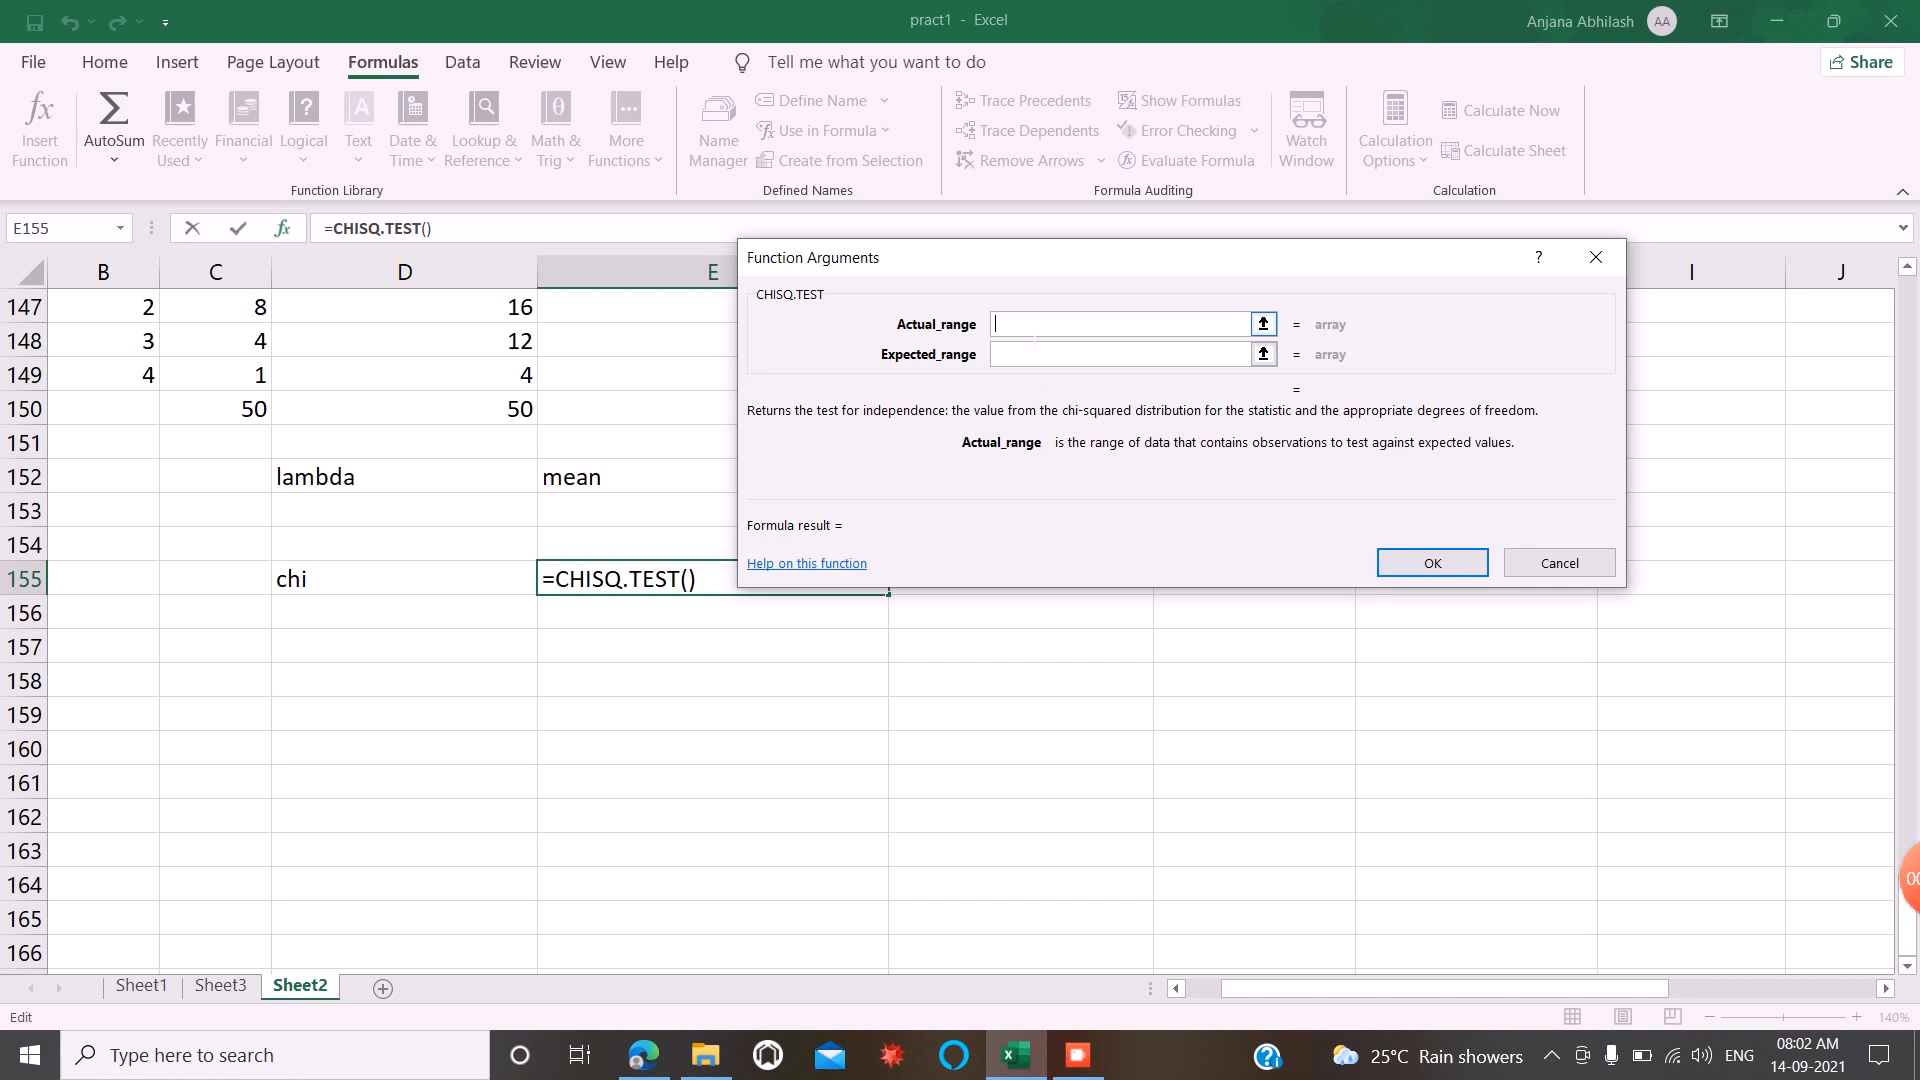 pract1 - Excel
Anjana Abhilash AA
File Home Insert Page Layout Formulas Data Review View Help Tell me what you want to do Share
fx Insert Function
AutoSum
Recently Used
Financial
Logical
Text
Date & Time
Lookup & Reference
Math & Trig
More Functions
Function Library
Name Manager
Define Name
Use in Formula
Create from Selection
Defined Names
Trace Precedents
Trace Dependents
Remove Arrows
Show Formulas
Error Checking
Evaluate Formula
Formula Auditing
Watch Window
Calculation Options
Calculate Now
Calculate Sheet
Calculation
E155 fx =CHISQ.TEST()
B C D E I J
147 2 8 16
148 3 4 12
149 4 1 4
150 50 50
151
152 lambda mean
153
154
155 chi =CHISQ.TEST()
156
157
158
159
160
161
162
163
164
165
166
Function Arguments ?
CHISQ.TEST
Actual_range = array
Expected_range = array
=
Returns the test for independence: the value from the chi-squared distribution for the statistic and the appropriate degrees of freedom.
Actual_range is the range of data that contains observations to test against expected values.
Formula result =
Help on this function
OK Cancel
00
Sheet1 Sheet3 Sheet2
Edit
140%
Type here to search
25°C Rain showers
ENG
08:02 AM
14-09-2021